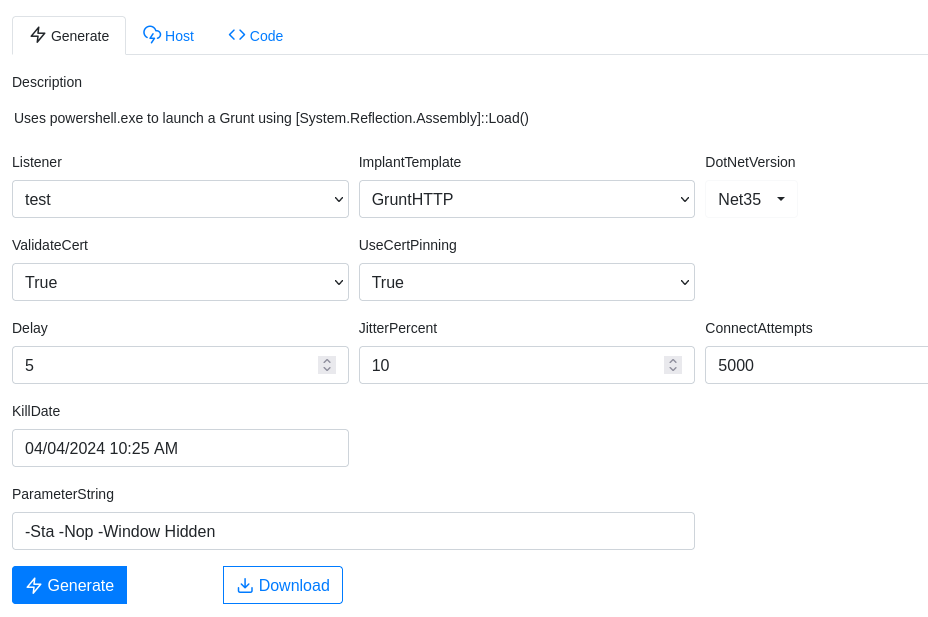 Generate Host Code
Description
Uses powershell.exe to launch a Grunt using [System.Reflection.Assembly]::Load()
Listener ImplantTemplate DotNetVersion
test GruntHTTP Net35
ValidateCert UseCertPinning
True True
Delay JitterPercent ConnectAttempts
5 10 5000
KillDate
04/04/2024 10:25 AM
ParameterString
-Sta -Nop -Window Hidden
Generate Download